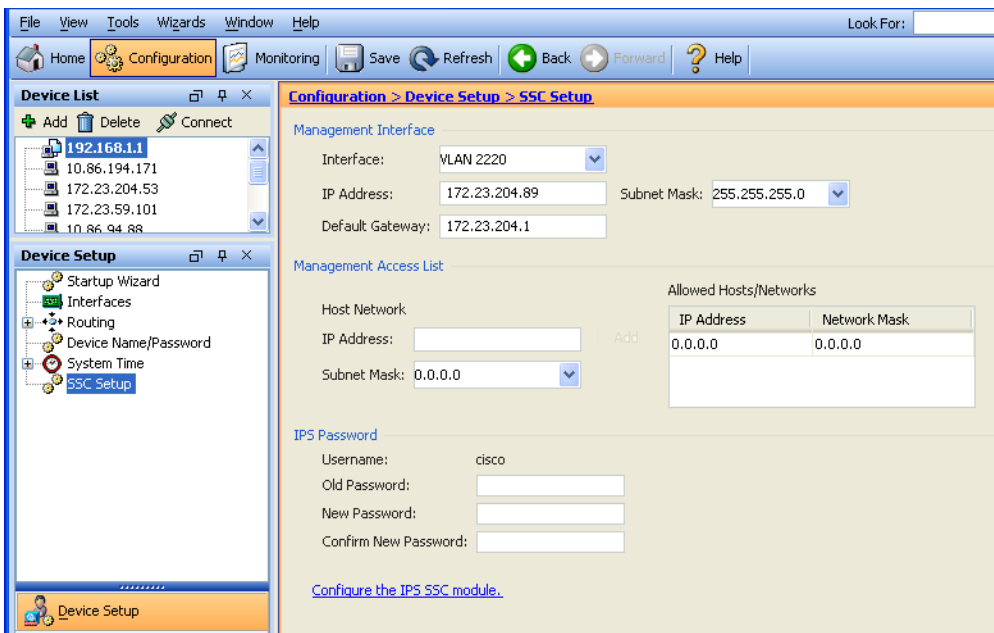 File View Tools Wizards Window Help Look For:
Home Configuration Monitoring Save Refresh Back Forward Help
Device List
Add Delete Connect
192.168.1.1
10.86.194.171
172.23.204.53
172.23.59.101
10.86.94.88
Device Setup
Startup Wizard
Interfaces
Routing
Device Name/Password
System Time
SSC Setup
Device Setup
Configuration > Device Setup > SSC Setup
Management Interface
Interface: VLAN 2220
IP Address: 172.23.204.89 Subnet Mask: 255.255.255.0
Default Gateway: 172.23.204.1
Management Access List
Host Network
IP Address: Add
Subnet Mask: 0.0.0.0
Allowed Hosts/Networks
IP Address Network Mask
0.0.0.0 0.0.0.0
IPS Password
Username: cisco
Old Password:
New Password:
Confirm New Password:
Configure the IPS SSC module.